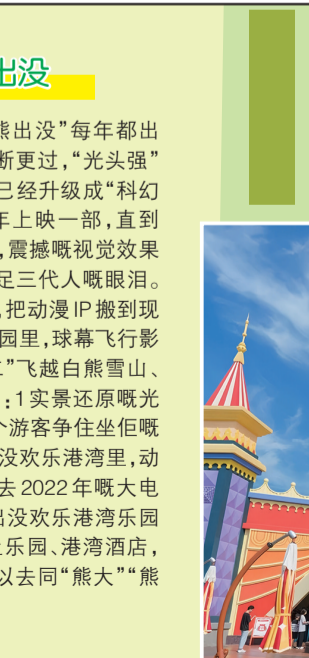 出没
熊出没”每年都出
断更过，“光头强”
已经升级成“科幻
年上映一部，直到
，震撼嘅视觉效果
足三代人嘅眼泪。
，把动漫IP搬到现
园里，球幕飞行影
”飞越白熊雪山、
：1实景还原嘅光
个游客争住坐佢嘅
没欢乐港湾里，动
去2022年嘅大电
出没欢乐港湾乐园
乐园、港湾酒店，
以去同“熊大”“熊